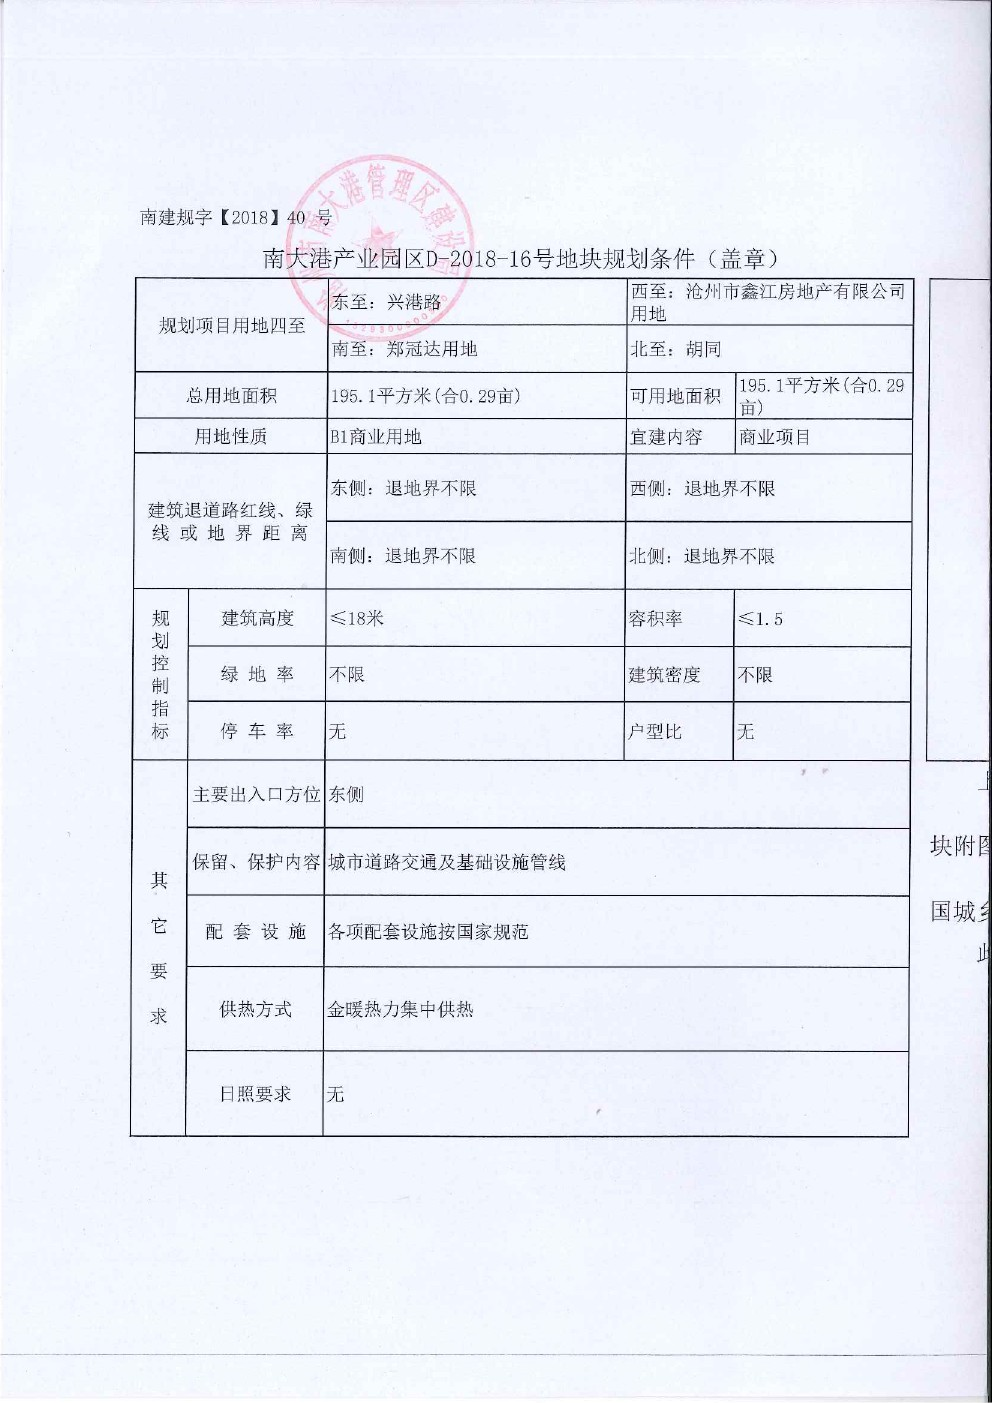 南建规字【2018】40 号
南大港产业园区D-2018-16号地块规划条件（盖章）
规划项目用地四至
东至：兴港路
西至：沧州市鑫江房地产有限公司
用地
南至：郑冠达用地
北至：胡同
总用地面积
195.1平方米(合0.29亩)
可用地面积
195.1平方米(合0.29
亩)
用地性质
B1商业用地
宜建内容
商业项目
建筑退道路红线、绿
线或地界距离
东侧：退地界不限
西侧：退地界不限
南侧：退地界不限
北侧：退地界不限
规划控制指标
建筑高度
≤18米
容积率
≤1.5
绿地率
不限
建筑密度
不限
停车率
无
户型比
无
其它要求
主要出入口方位
东侧
保留、保护内容
城市道路交通及基础设施管线
配套设施
各项配套设施按国家规范
供热方式
金暖热力集中供热
日照要求
无
块附
国城
南大港管理区建设